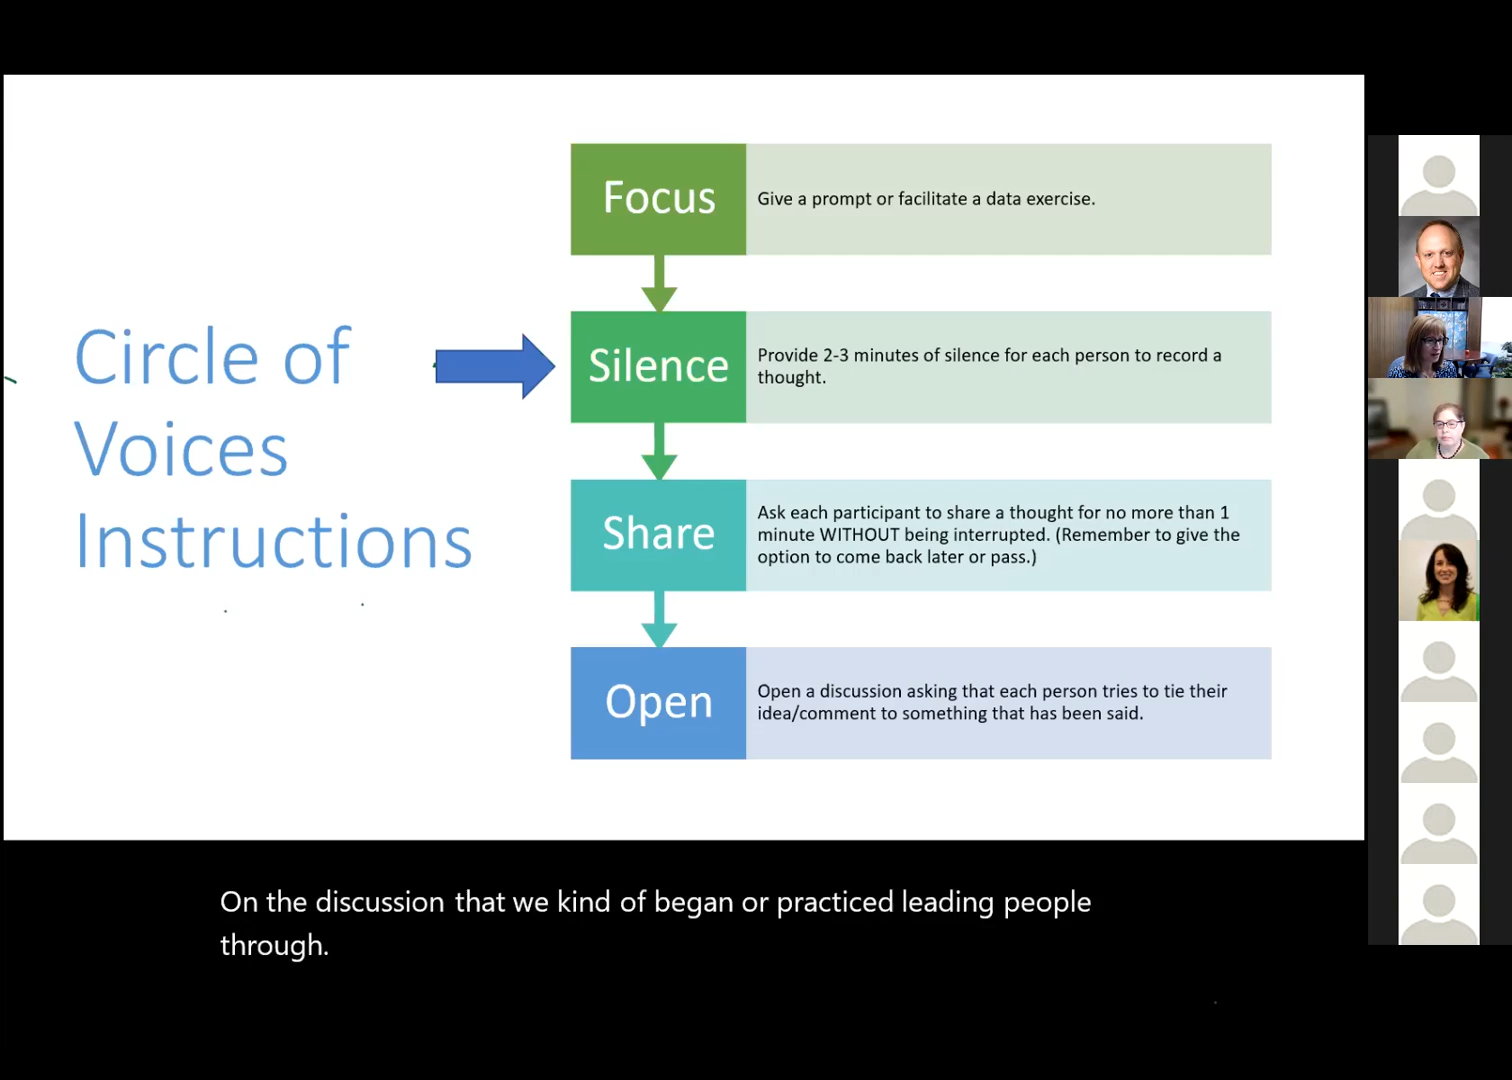 Circle of
Voices
Instructions
Focus
Give a prompt or facilitate a data exercise.
Silence
Provide 2-3 minutes of silence for each person to record a
thought.
Share
Ask each participant to share a thought for no more than 1
minute WITHOUT being interrupted. (Remember to give the
option to come back later or pass.)
Open
Open a discussion asking that each person tries to tie their
idea/comment to something that has been said.
On the discussion that we kind of began or practiced leading people
through.